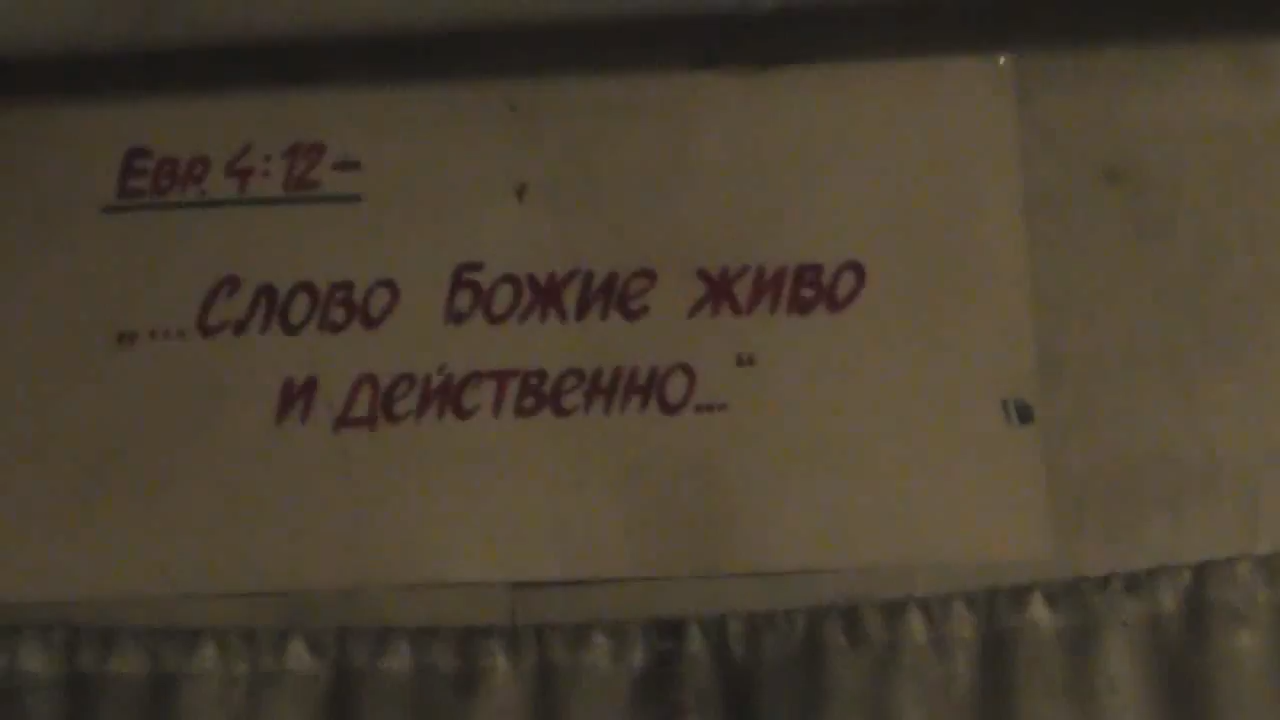 Евр. 4:12-
„...Слово Божие живо
и действенно...“